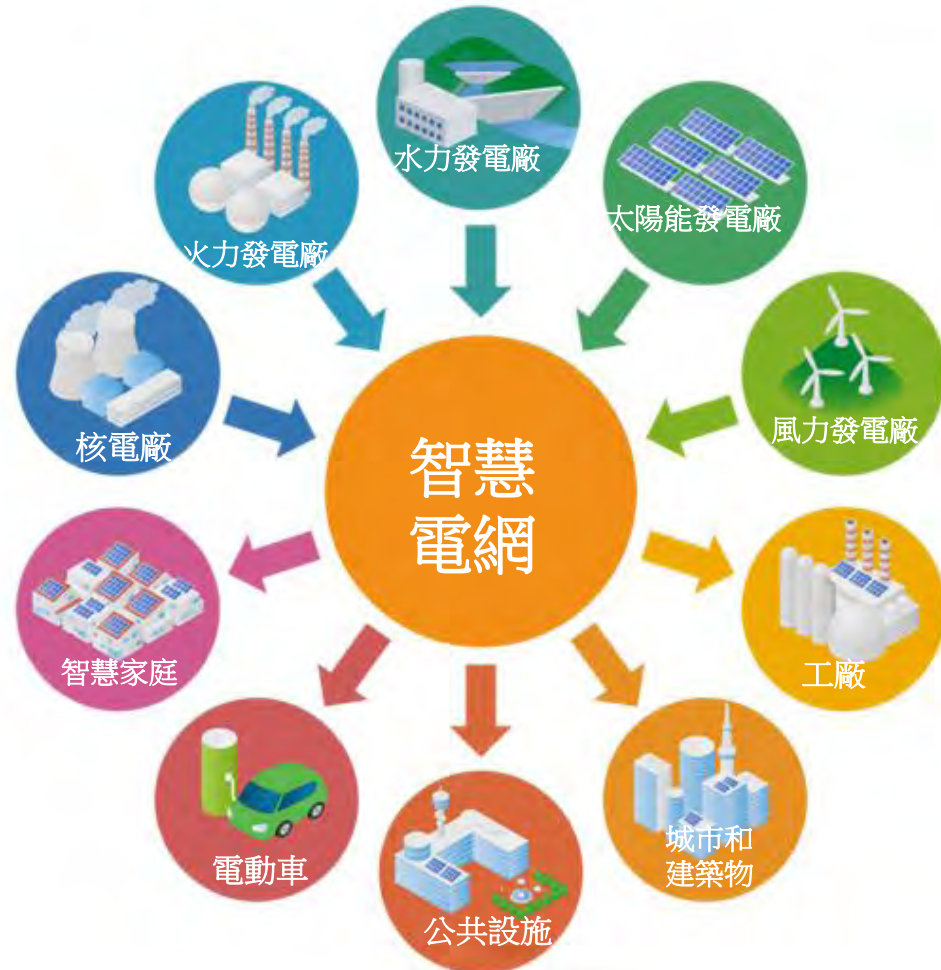 水力發電廠
火力發電廠
太陽能發電廠
核電廠
風力發電廠
智慧
電網
智慧家庭
工廠
電動車
城市和
建築物
公共設施